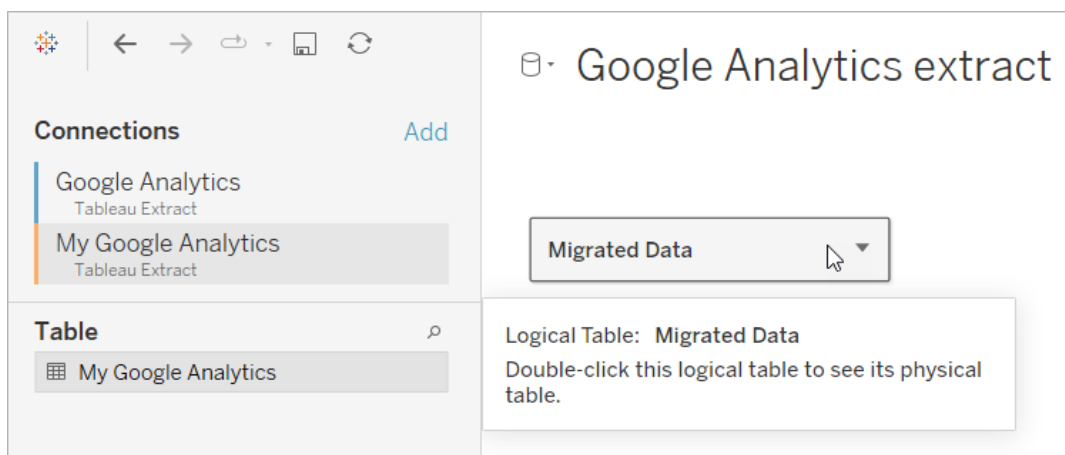 Google Analytics extract
Connections
Add
Google Analytics
Tableau Extract
My Google Analytics
Tableau Extract
Table
My Google Analytics
Migrated Data
Logical Table: Migrated Data
Double-click this logical table to see its physical
table.